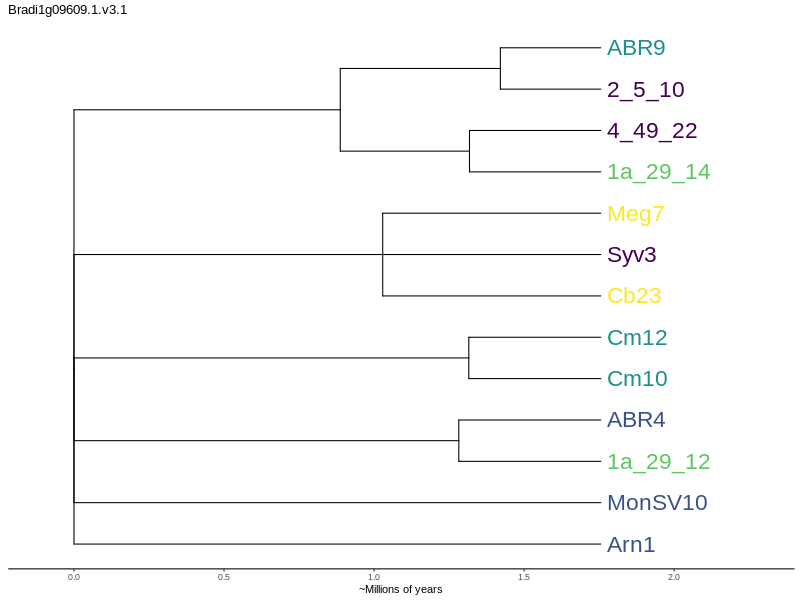 Bradi1g09609.1.v3.1
ABR9
2_5_10
4_49_22
1a_29_14
Meg7
Syv3
Cb23
Cm12
Cm10
ABR4
1a_29_12
MonSV10
Arn1
0.0 0.5 1.0 1.5 2.0
~Millions of years